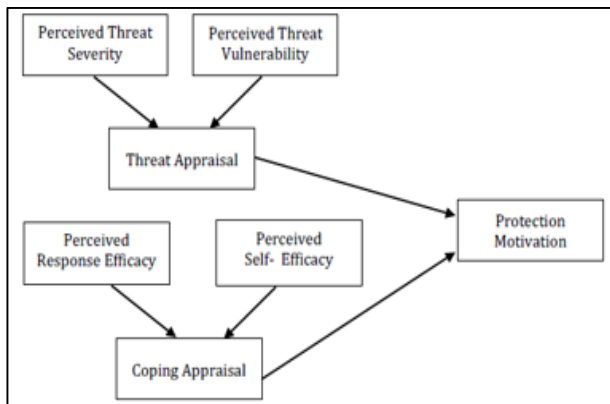 Perceived Threat
Severity
Perceived Threat
Vulnerability
Threat Appraisal
Protection
Motivation
Perceived
Response Efficacy
Perceived
Self- Efficacy
Coping Appraisal